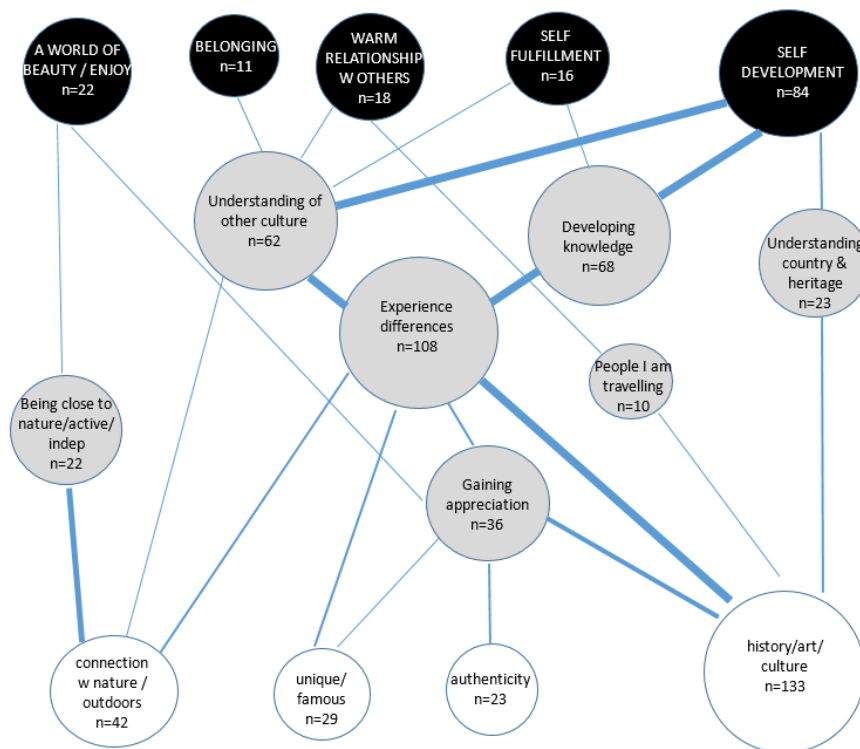 A WORLD OF
BEAUTY / ENJOY
n=22
BELONGING
n=11
WARM
RELATIONSHIP
W OTHERS
n=18
SELF
FULFILLMENT
n=16
SELF
DEVELOPMENT
n=84
Understanding of
other culture
n=62
Developing
knowledge
n=68
Understanding
country &
heritage
n=23
Experience
differences
n=108
People I am
travelling
n=10
Being close to
nature/active/
indep
n=22
Gaining
appreciation
n=36
connection
w nature /
outdoors
n=42
unique/
famous
n=29
authenticity
n=23
history/art/
culture
n=133